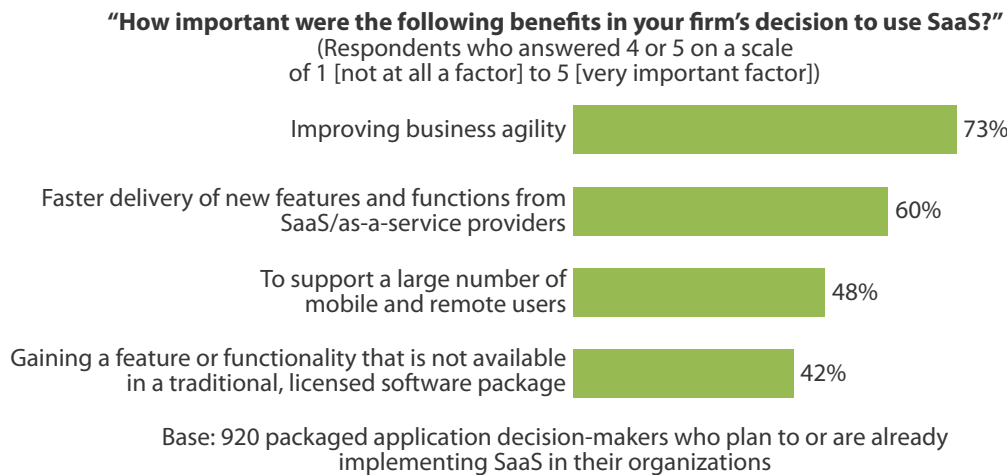 “How important were the following benefits in your firm’s decision to use SaaS?”
(Respondents who answered 4 or 5 on a scale
of 1 [not at all a factor] to 5 [very important factor])
Improving business agility
73%
Faster delivery of new features and functions from
SaaS/as-a-service providers
60%
To support a large number of
mobile and remote users
48%
Gaining a feature or functionality that is not available
in a traditional, licensed software package
42%
Base: 920 packaged application decision-makers who plan to or are already
implementing SaaS in their organizations